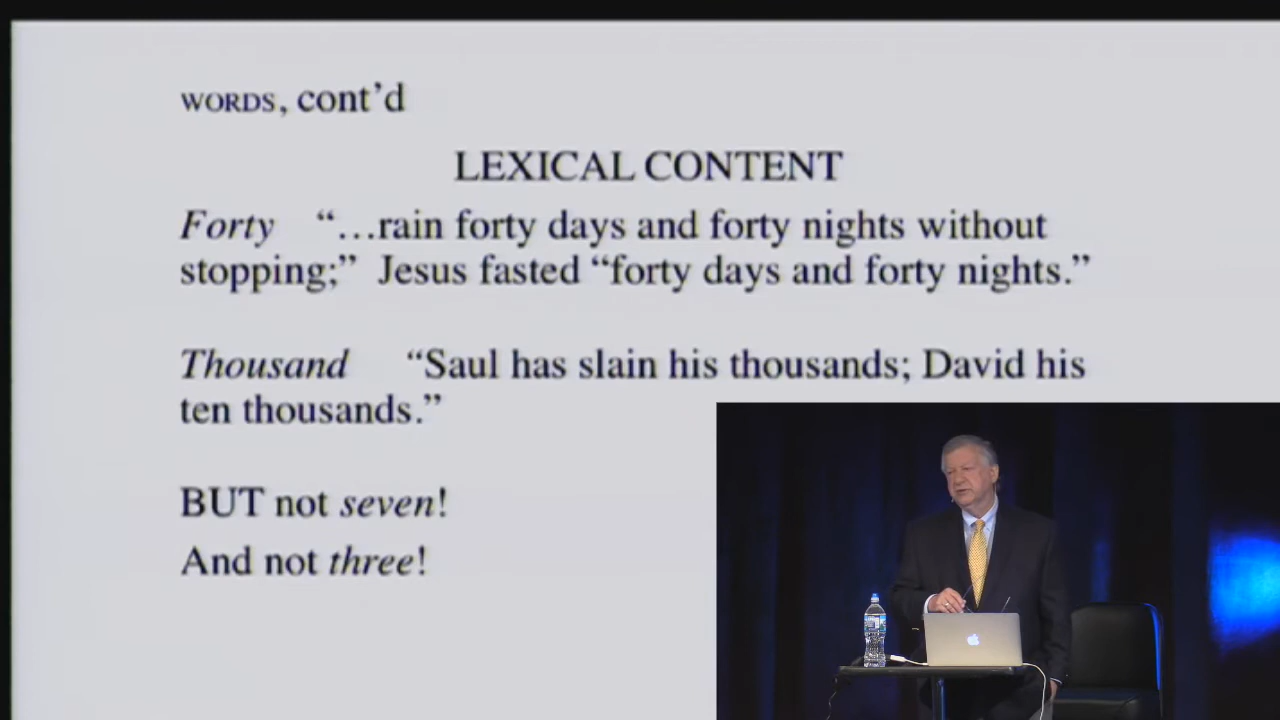 WORDS, cont’d
LEXICAL CONTENT
Forty “…rain forty days and forty nights without
stopping;” Jesus fasted “forty days and forty nights.”
Thousand “Saul has slain his thousands; David his
ten thousands.”
BUT not seven!
And not three!